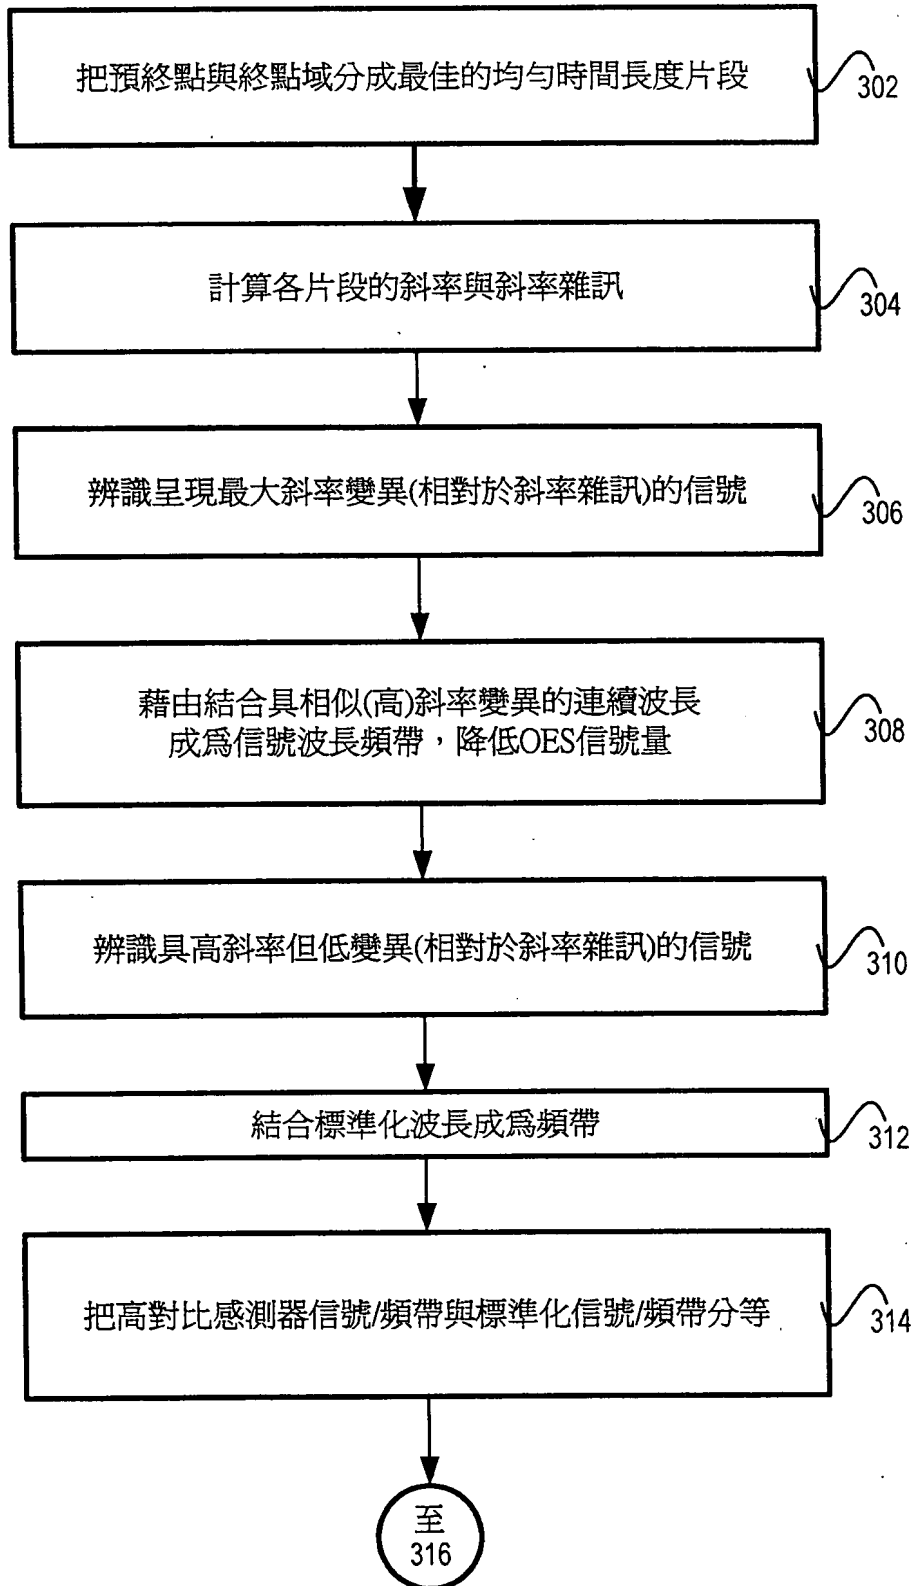 把預終點與終點域分成最佳的均勻時間長度片段
302
計算各片段的斜率與斜率雜訊
304
辨識呈現最大斜率變異(相對於斜率雜訊)的信號
306
藉由結合具相似(高)斜率變異的連續波長
成爲信號波長頻帶，降低OES信號量
308
辨識具高斜率但低變異(相對於斜率雜訊)的信號
310
結合標準化波長成爲頻帶
312
把高對比感測器信號/頻帶與標準化信號/頻帶分等
314
至
316